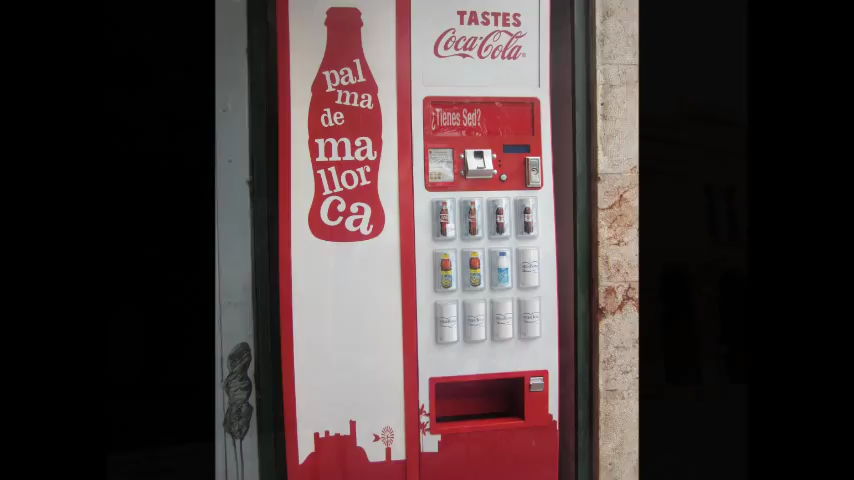 pal
ma
de
ma
llor
ca
TASTES
Coca-Cola
¿Tienes Sed?